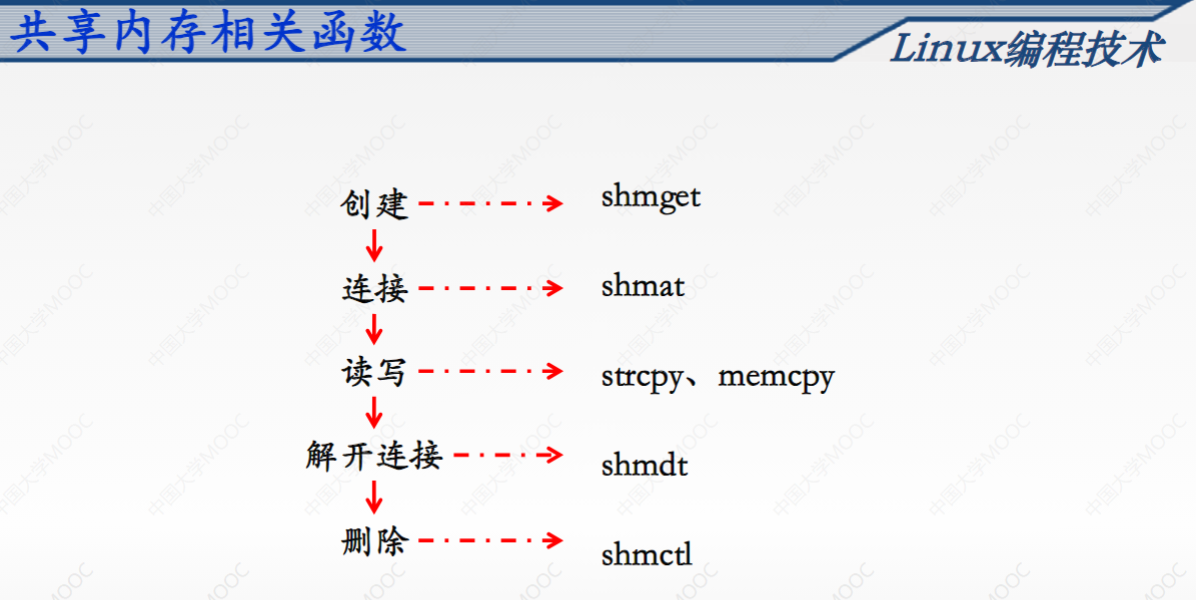 共享内存相关函数
Linux编程技术
创建 shmget
连接 shmat
读写 strcpy、memcpy
解开连接 shmdt
删除 shmctl
中国大学MOOC